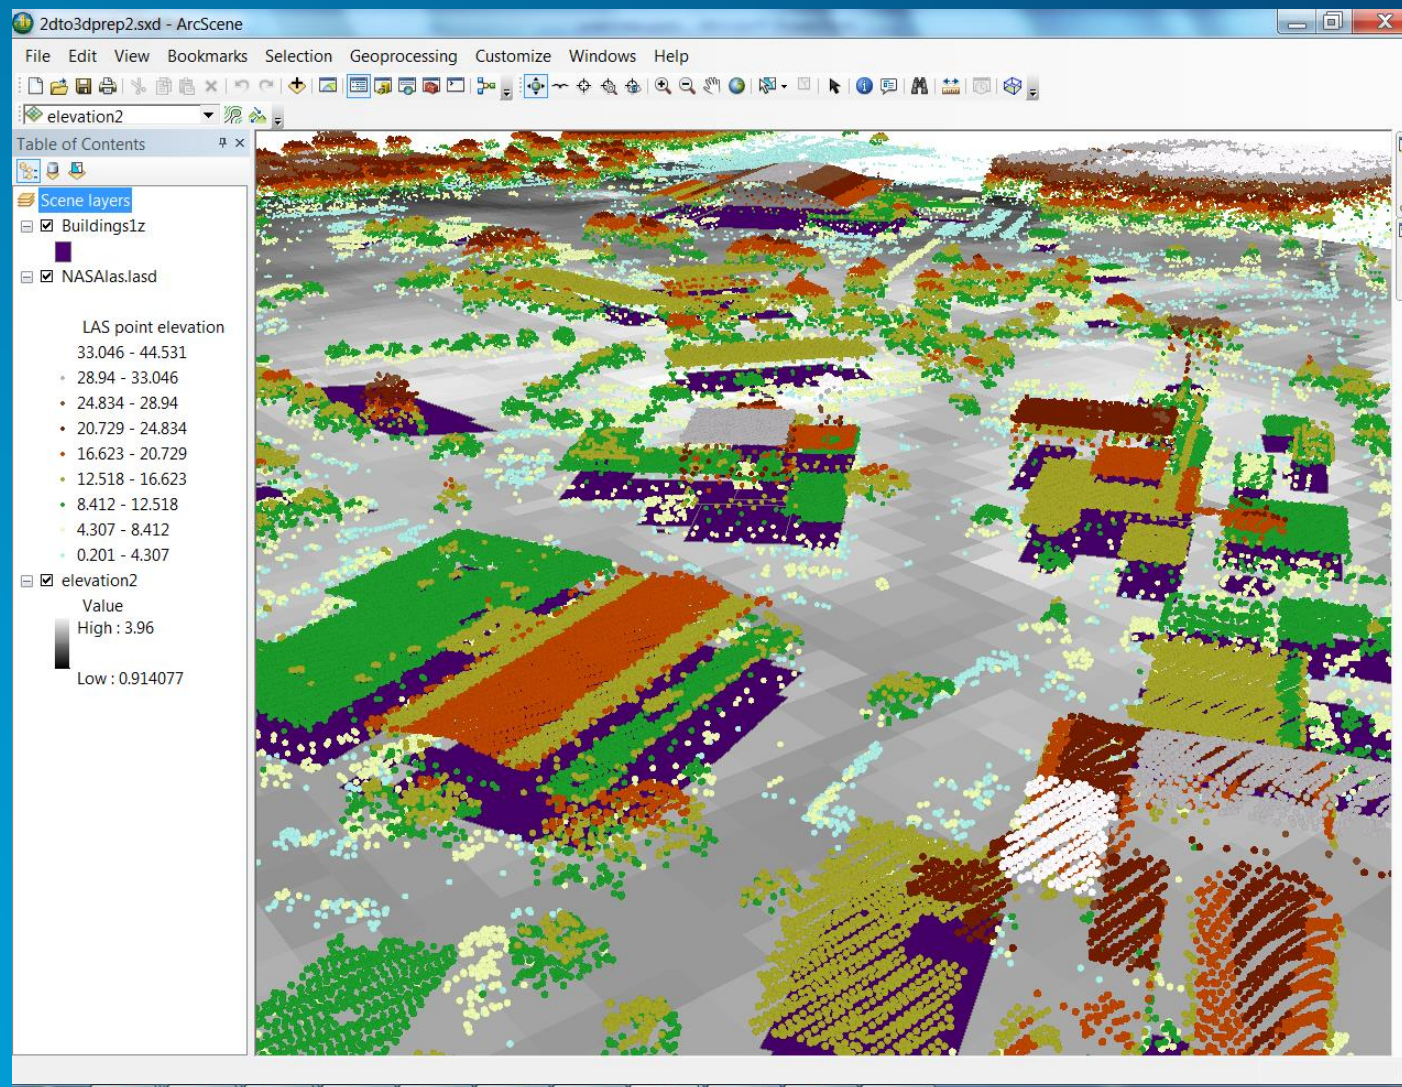 2dto3dprep2.sxd - ArcScene
File Edit View Bookmarks Selection Geoprocessing Customize Windows Help
elevation2
Table of Contents
Scene layers
Buildings1z
NASAlas.lasd
LAS point elevation
33.046 - 44.531
28.94 - 33.046
24.834 - 28.94
20.729 - 24.834
16.623 - 20.729
12.518 - 16.623
8.412 - 12.518
4.307 - 8.412
0.201 - 4.307
elevation2
Value
High : 3.96
Low : 0.914077